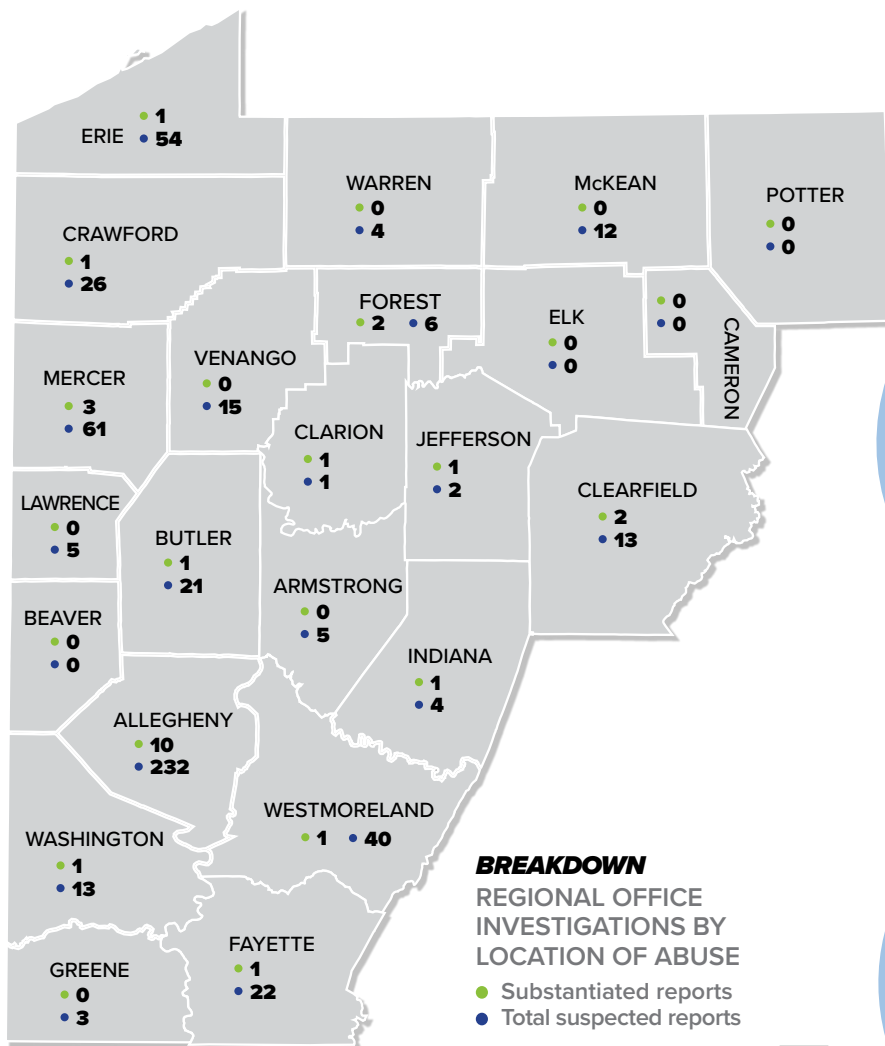 ERIE
1
54
WARREN
0
4
McKEAN
0
12
POTTER
0
0
CRAWFORD
1
26
FOREST
2 6
ELK
0
0
0
0
CAMERON
VENANGO
0
15
MERCER
3
61
CLARION
1
1
JEFFERSON
1
2
CLEARFIELD
2
13
LAWRENCE
0
5
BUTLER
1
21
ARMSTRONG
0
5
BEAVER
0
0
INDIANA
1
4
ALLEGHENY
10
232
WESTMORELAND
1 40
WASHINGTON
1
13
FAYETTE
1
22
GREENE
0
3
BREAKDOWN
REGIONAL OFFICE
INVESTIGATIONS BY
LOCATION OF ABUSE
Substantiated reports
Total suspected reports